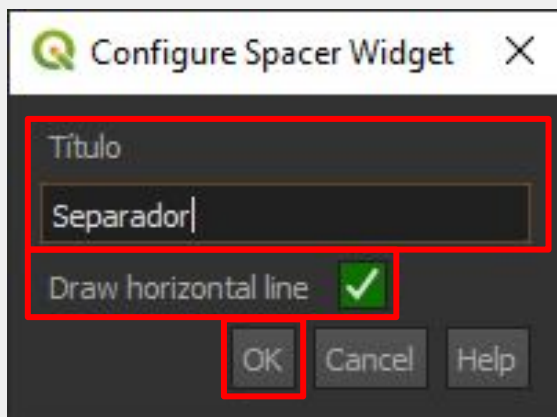 Configure Spacer Widget
Título
Separador
Draw horizontal line
OK Cancel Help